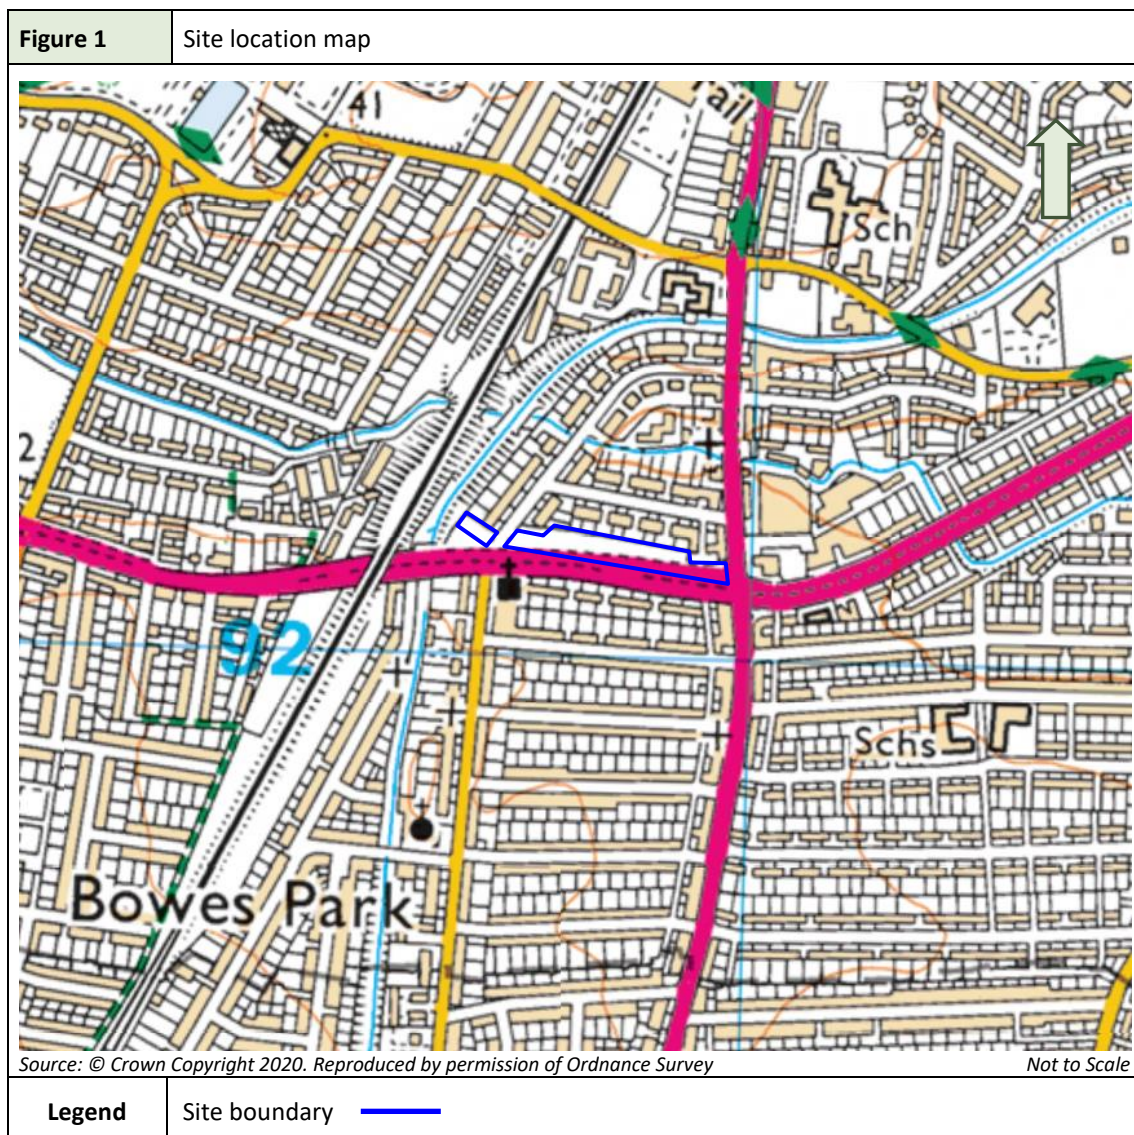 Figure 1 Site location map
41
rail
Sch
2
92
Schs
Bowes Park
Source: © Crown Copyright 2020. Reproduced by permission of Ordnance Survey Not to Scale
Legend Site boundary